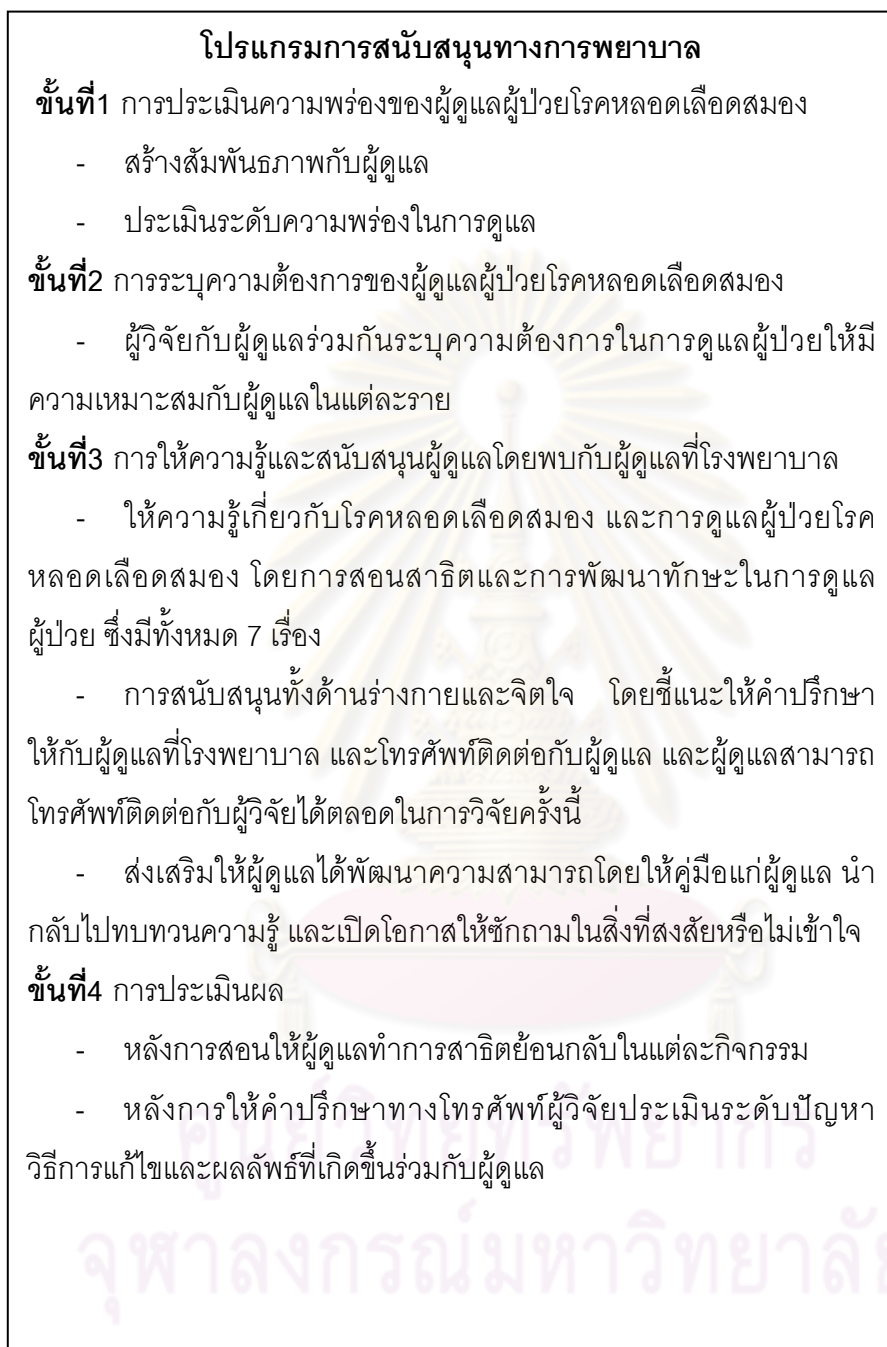 โปรแกรมการสนับสนุนทางการพยาบาล
ขั้นที่1 การประเมินความพร่องของผู้ดูแลผู้ป่วยโรคหลอดเลือดสมอง
- สร้างสัมพันธภาพกับผู้ดูแล
- ประเมินระดับความพร่องในการดูแล
ขั้นที่2 การระบุความต้องการของผู้ดูแลผู้ป่วยโรคหลอดเลือดสมอง
- ผู้วิจัยกับผู้ดูแลร่วมกันระบุความต้องการในการดูแลผู้ป่วยให้มี
ความเหมาะสมกับผู้ดูแลในแต่ละราย
ขั้นที่3 การให้ความรู้และสนับสนุนผู้ดูแลโดยพบกับผู้ดูแลที่โรงพยาบาล
- ให้ความรู้เกี่ยวกับโรคหลอดเลือดสมอง และการดูแลผู้ป่วยโรค
หลอดเลือดสมอง โดยการสอนสาธิตและการพัฒนาทักษะในการดูแล
ผู้ป่วย ซึ่งมีทั้งหมด 7 เรื่อง
- การสนับสนุนทั้งด้านร่างกายและจิตใจ โดยชี้แนะให้คำปรึกษา
ให้กับผู้ดูแลที่โรงพยาบาล และโทรศัพท์ติดต่อกับผู้ดูแล และผู้ดูแลสามารถ
โทรศัพท์ติดต่อกับผู้วิจัยได้ตลอดในการวิจัยครั้งนี้
- ส่งเสริมให้ผู้ดูแลได้พัฒนาความสามารถโดยให้คู่มือแก่ผู้ดูแล นำ
กลับไปทบทวนความรู้ และเปิดโอกาสให้ซักถามในสิ่งที่สงสัยหรือไม่เข้าใจ
ขั้นที่4 การประเมินผล
- หลังการสอนให้ผู้ดูแลทำการสาธิตย้อนกลับในแต่ละกิจกรรม
- หลังการให้คำปรึกษาทางโทรศัพท์ผู้วิจัยประเมินระดับปัญหา
วิธีการแก้ไขและผลลัพธ์ที่เกิดขึ้นร่วมกับผู้ดูแล
ศูนย์วิทยทรัพยากร
จุฬาลงกรณ์มหาวิทยาลัย